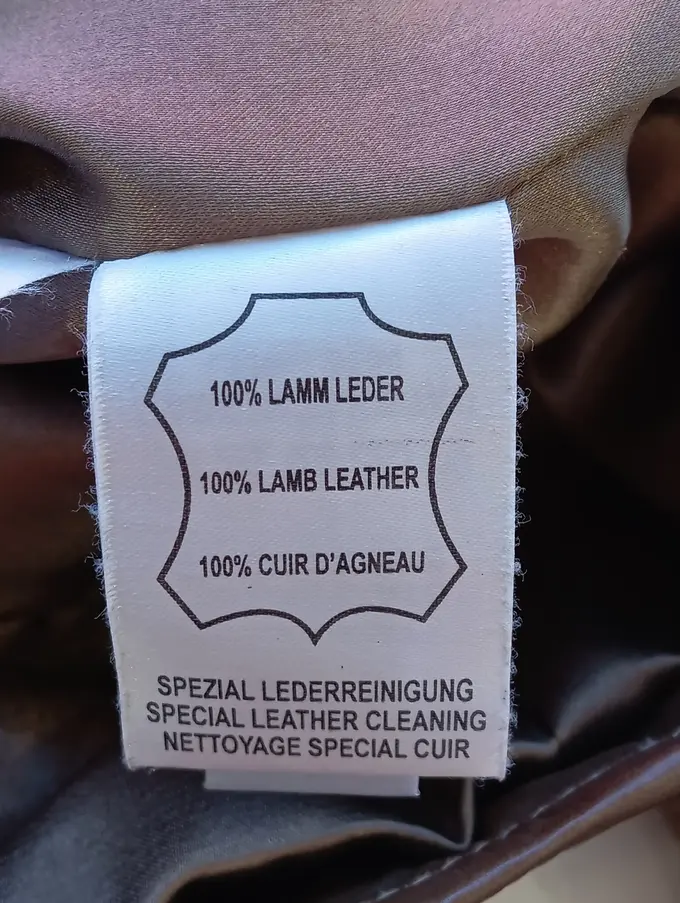 100% LAMM LEDER
100% LAMB LEATHER
100% CUIR D'AGNEAU
SPEZIAL LEDERREINIGUNG
SPECIAL LEATHER CLEANING
NETTOYAGE SPECIAL CUIR